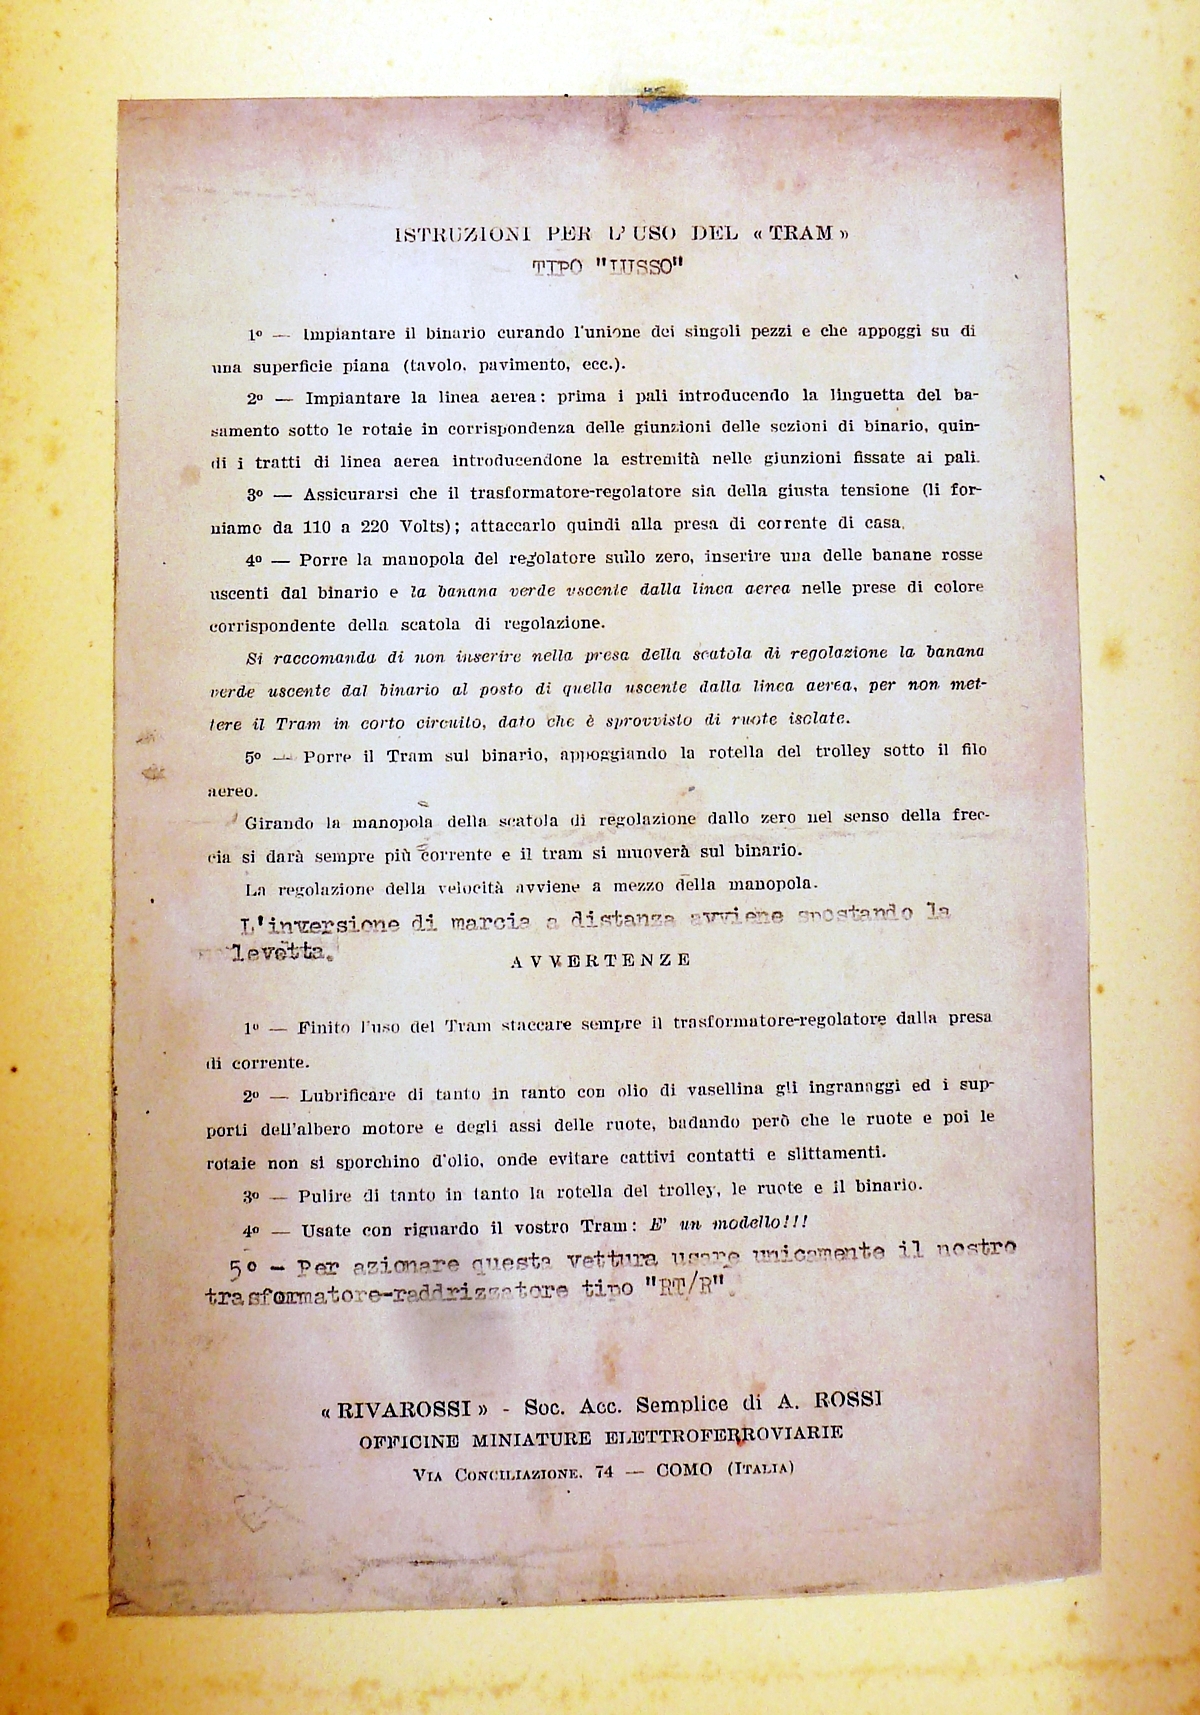 ISTRUZIONI PER L'USO DEL « TRAM »
TIPO "LUSSO"
1º — Impiantare il binario curando l'unione dei singoli pezzi e che appoggi su di
una superficie piana (tavolo, pavimento, ecc.).
2º — Impiantare la linea aerea: prima i pali introducendo la linguetta del ba-
samento sotto le rotaie in corrispondenza delle giunzioni delle sezioni di binario, quin-
di i tratti di linea aerea introducendone la estremità nelle giunzioni fissate ai pali.
3º — Assicurarsi che il trasformatore-regolatore sia della giusta tensione (li for-
niamo da 110 a 220 Volts); attaccarlo quindi alla presa di corrente di casa.
4º — Porre la manopola del regolatore sullo zero, inserire una delle banane rosse
uscenti dal binario e la banana verde uscente dalla linea aerea nelle prese di colore
corrispondente della scatola di regolazione.
Si raccomanda di non inserire nella presa della scatola di regolazione la banana
verde uscente dal binario al posto di quella uscente dalla linea aerea, per non met-
tere il Tram in corto circuito, dato che è sprovvisto di ruote isolate.
5º — Porre il Tram sul binario, appoggiando la rotella del trolley sotto il filo
aereo.
Girando la manopola della scatola di regolazione dallo zero nel senso della frec-
cia si darà sempre più corrente e il tram si muoverà sul binario.
La regolazione della velocità avviene a mezzo della manopola.
L'inversione di marcia a distanza avviene spostando la
levetta.
AVVERTENZE
1º — Finito l'uso del Tram staccare sempre il trasformatore-regolatore dalla presa
di corrente.
2º — Lubrificare di tanto in tanto con olio di vasellina gli ingranaggi ed i sup-
porti dell'albero motore e degli assi delle ruote, badando però che le ruote e poi le
rotaie non si sporchino d'olio, onde evitare cattivi contatti e slittamenti.
3º — Pulire di tanto in tanto la rotella del trolley, le ruote e il binario.
4º — Usate con riguardo il vostro Tram: E' un modello!!!
5º - Per azionare questa vettura usare unicamente il nostro
trasformatore-raddrizzatore tipo "RT/R".
« RIVAROSSI » - Soc. Acc. Semplice di A. ROSSI
OFFICINE MINIATURE ELETTROFERROVIARIE
VIA CONCILIAZIONE, 74 — COMO (ITALIA)